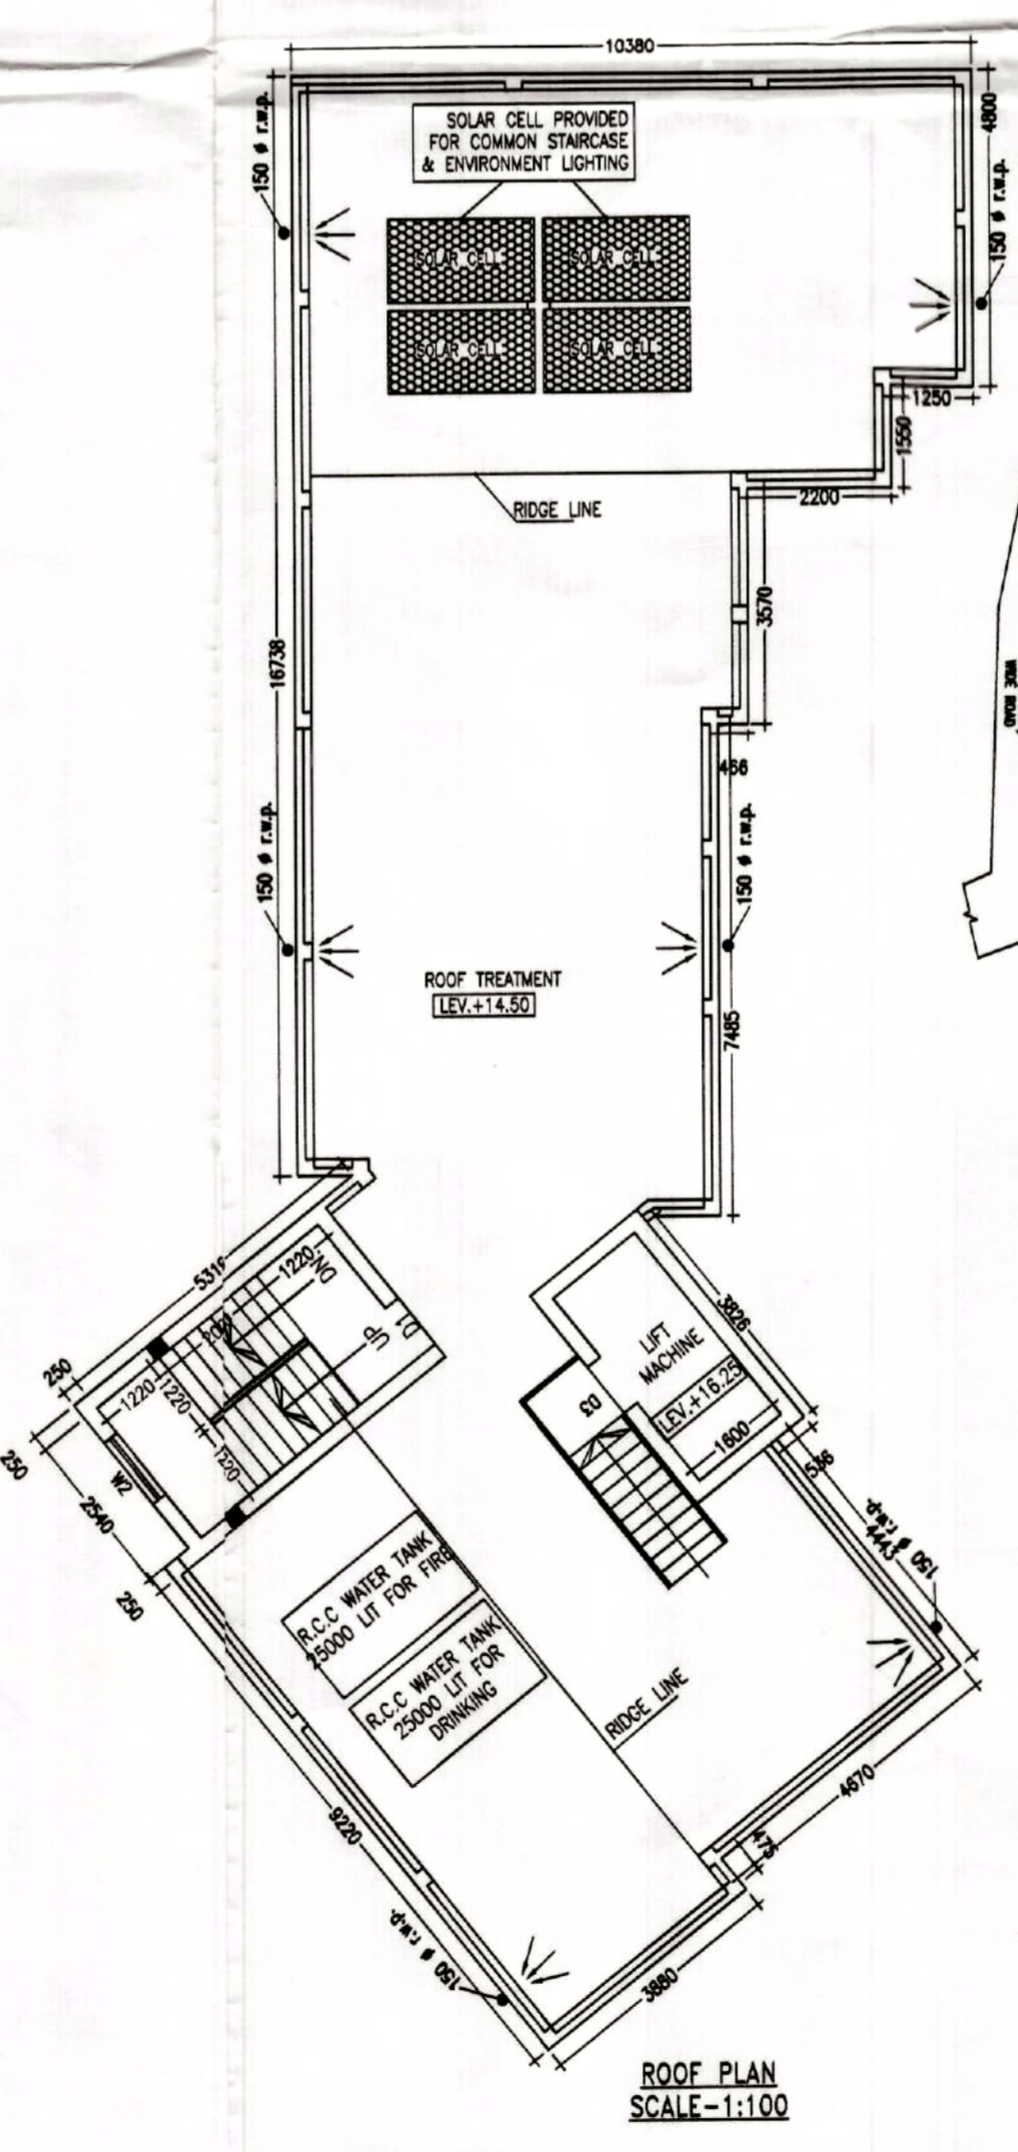 10380
150 ø r.w.p.
SOLAR CELL PROVIDED
FOR COMMON STAIRCASE
& ENVIRONMENT LIGHTING
4800
150 ø r.w.p.
SOLAR CELL
SOLAR CELL
SOLAR CELL
SOLAR CELL
1250
1550
2200
RIDGE LINE
3570
16738
WIDE ROAD
466
150 ø r.w.p.
150 ø r.w.p.
ROOF TREATMENT
LEV.+14.50
7485
5319
1220
DN
UP
D1
250
1220
1220
1220
W2
250
2540
250
3826
LIFT
MACHINE
LEV.+16.25
D3
1600
536
4443
150 ø r.w.p.
R.C.C WATER TANK
25000 LIT FOR FIRE
R.C.C WATER TANK
25000 LIT FOR
DRINKING
RIDGE LINE
9220
4670
475
150 ø r.w.p.
3880
ROOF PLAN
SCALE-1:100